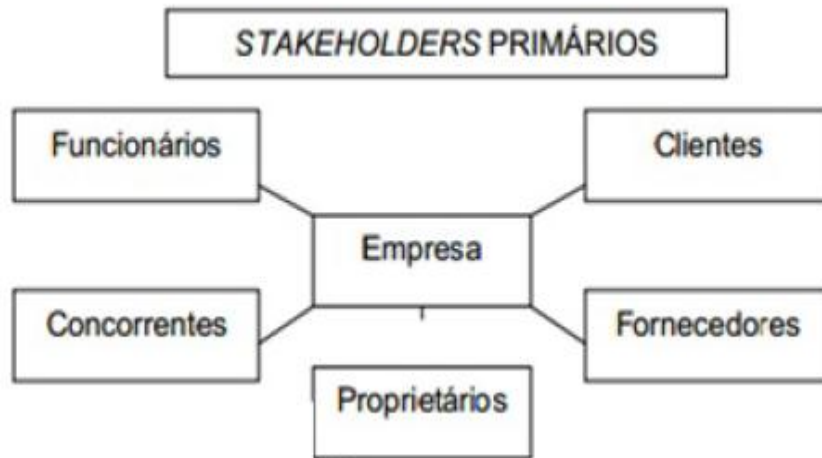 STAKEHOLDERS PRIMÁRIOS
Funcionários
Clientes
Empresa
Concorrentes
Fornecedores
Proprietários